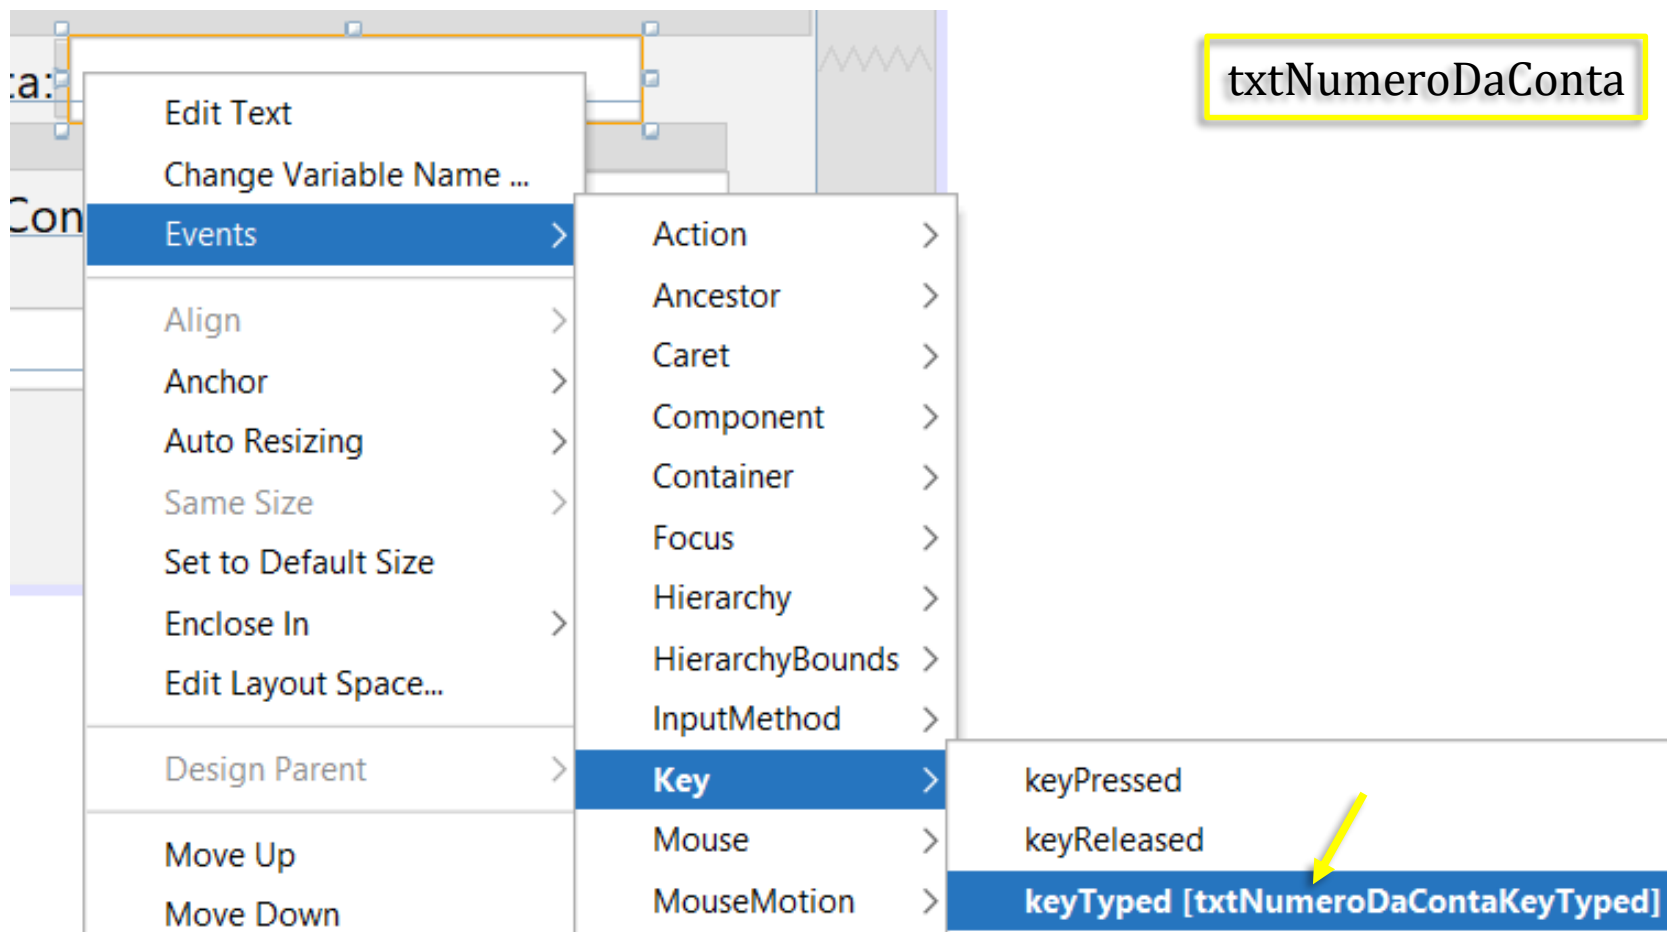 txtNumeroDaConta
ta:
Con
Edit Text
Change Variable Name ...
Events
Align
Anchor
Auto Resizing
Same Size
Set to Default Size
Enclose In
Edit Layout Space...
Design Parent
Move Up
Move Down
Action
Ancestor
Caret
Component
Container
Focus
Hierarchy
HierarchyBounds
InputMethod
Key
Mouse
MouseMotion
keyPressed
keyReleased
keyTyped [txtNumeroDaContaKeyTyped]